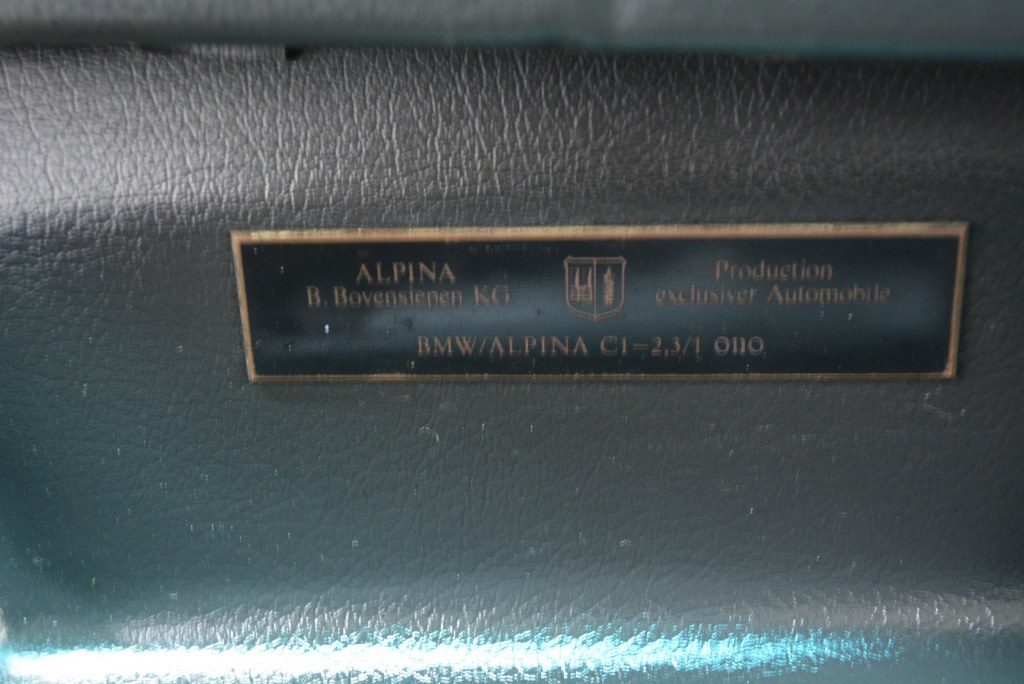 ALPINA
B. Bovensiepen KG
Production
exclusiver Automobile
BMW/ALPINA C1-2,3/1 0110